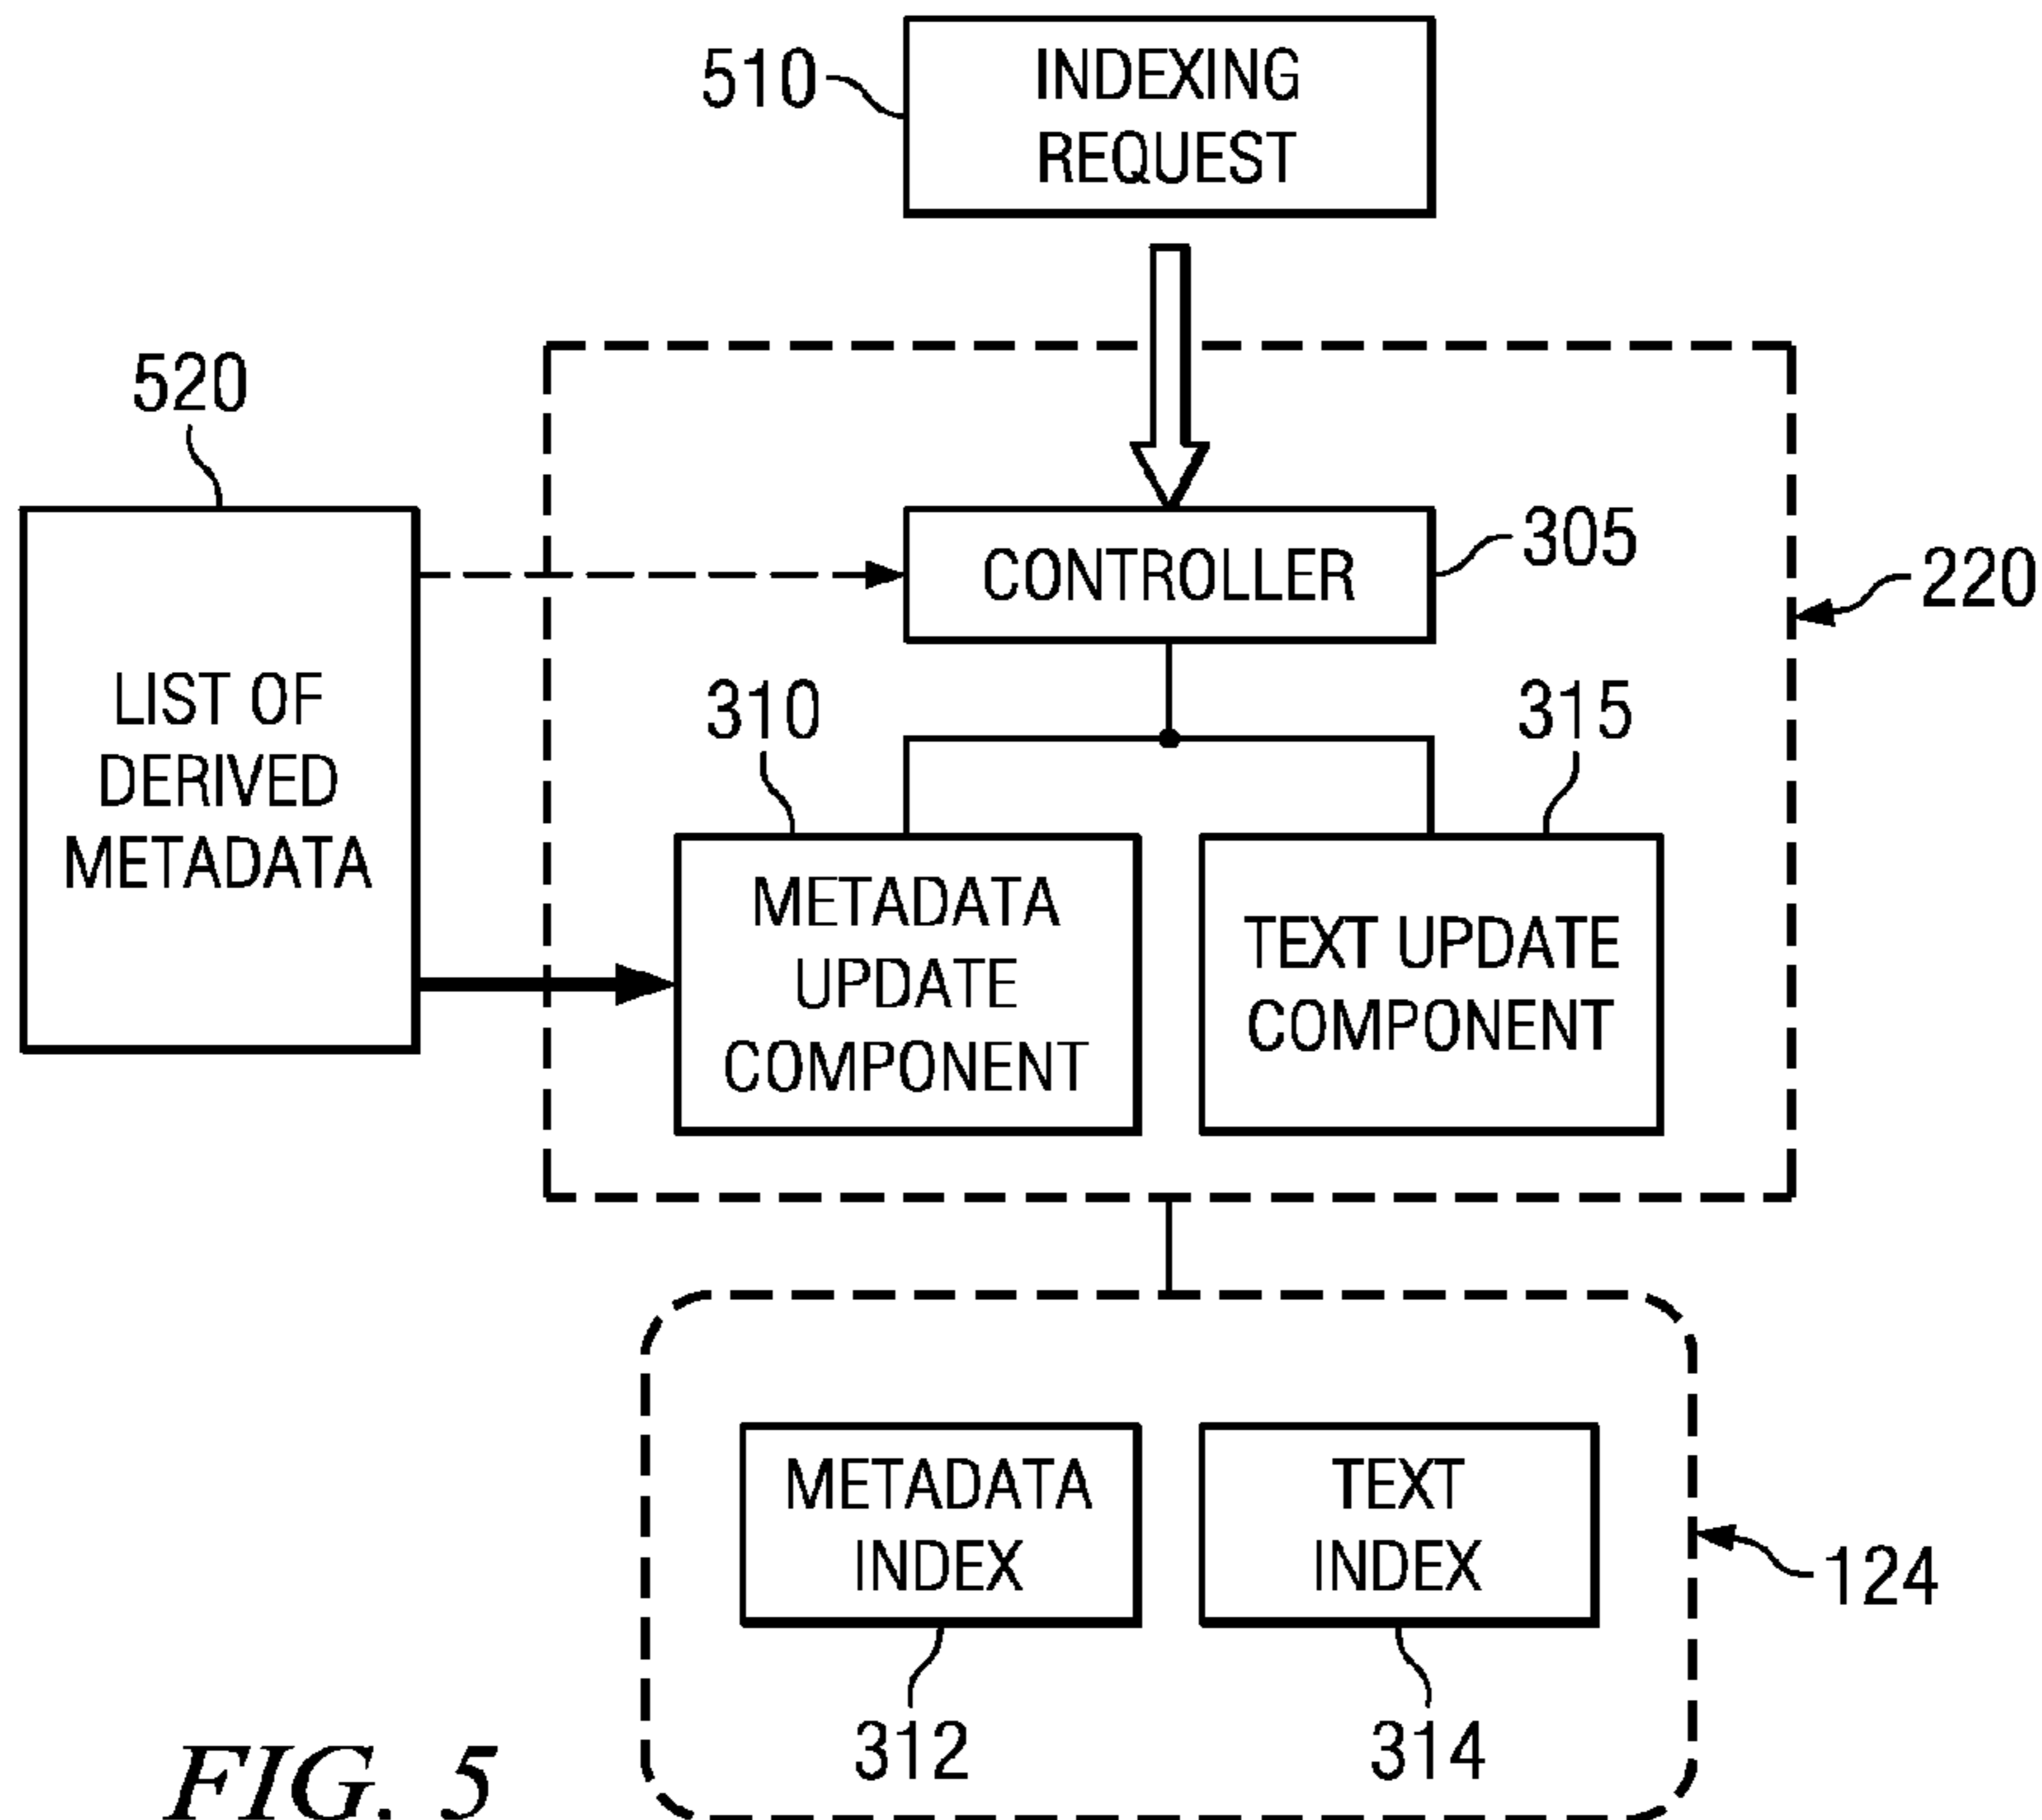 510
INDEXING
REQUEST
520
CONTROLLER
305
220
LIST OF
DERIVED
METADATA
310
315
METADATA
UPDATE
COMPONENT
TEXT UPDATE
COMPONENT
METADATA
INDEX
TEXT
INDEX
124
312
314
FIG. 5